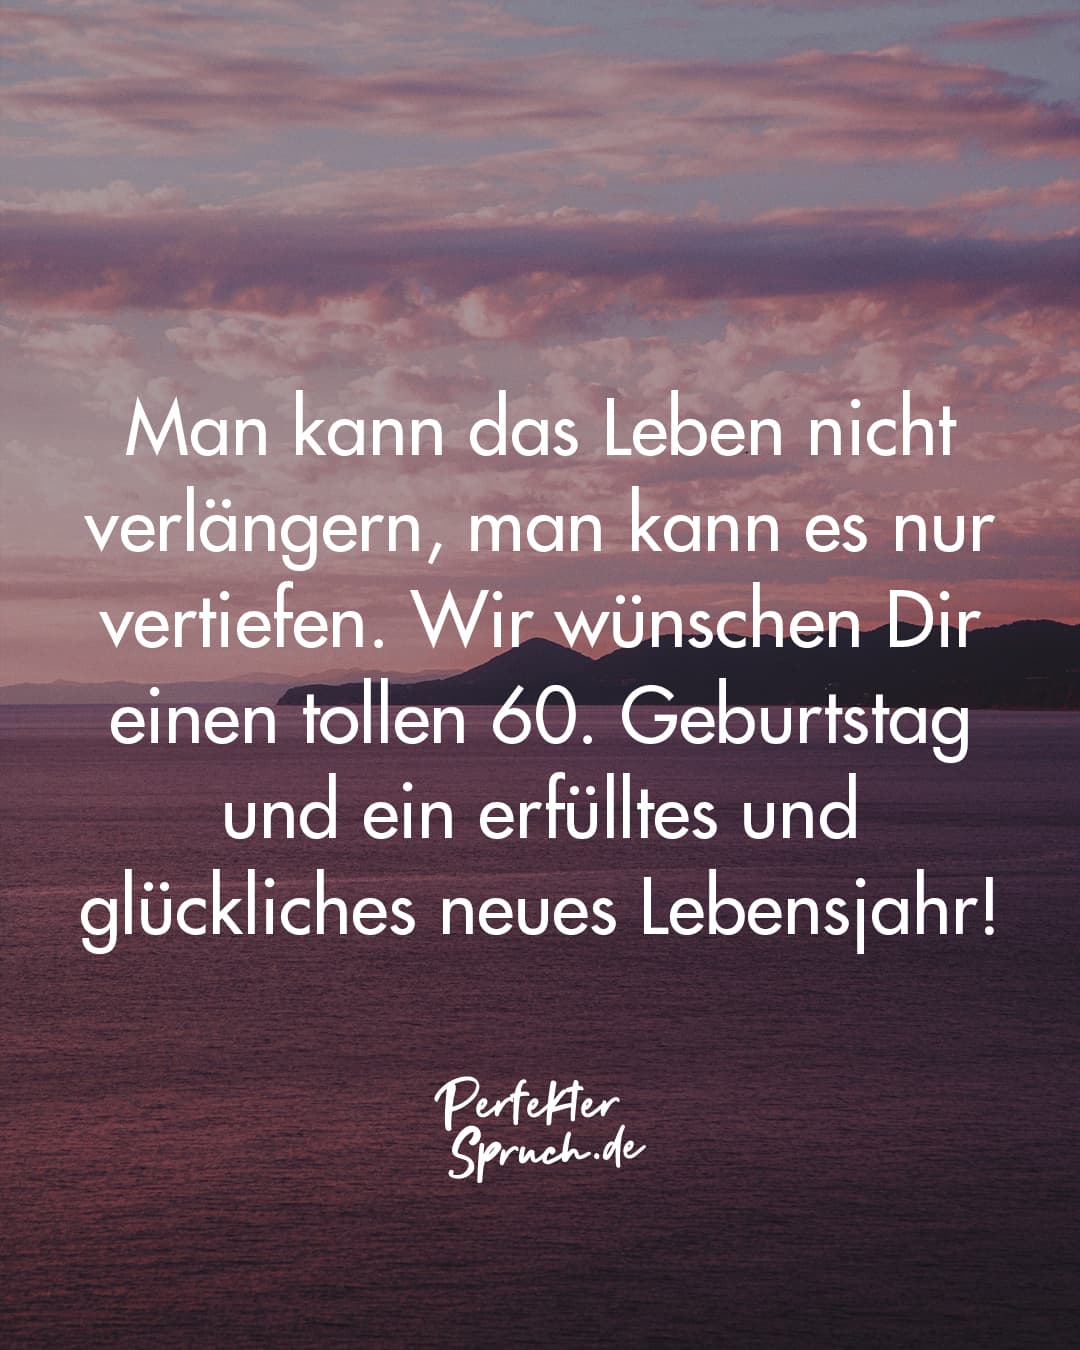 Man kann das Leben nicht
verlängern, man kann es nur
vertiefen. Wir wünschen Dir
einen tollen 60. Geburtstag
und ein erfülltes und
glückliches neues Lebensjahr!
Perfekter
Spruch.de